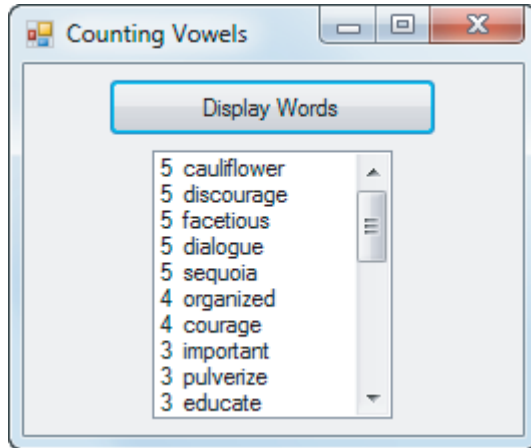 Counting Vowels
Display Words
5 cauliflower
5 discourage
5 facetious
5 dialogue
5 sequoia
4 organized
4 courage
3 important
3 pulverize
3 educate